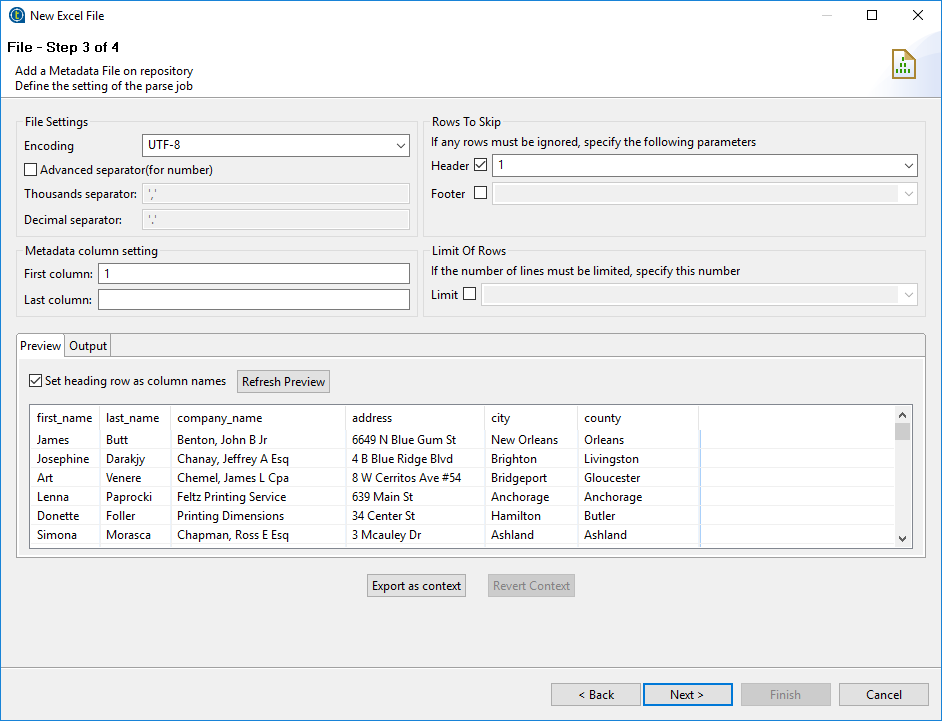 New Excel File
File - Step 3 of 4
Add a Metadata File on repository
Define the setting of the parse job
File Settings
Encoding UTF-8
Advanced separator(for number)
Thousands separator: ','
Decimal separator: '.'
Rows To Skip
If any rows must be ignored, specify the following parameters
Header 1
Footer
Metadata column setting
First column: 1
Last column:
Limit Of Rows
If the number of lines must be limited, specify this number
Limit
Preview Output
Set heading row as column names Refresh Preview
first_name last_name company_name address city county
James Butt Benton, John B Jr 6649 N Blue Gum St New Orleans Orleans
Josephine Darakjy Chanay, Jeffrey A Esq 4 B Blue Ridge Blvd Brighton Livingston
Art Venere Chemel, James L Cpa 8 W Cerritos Ave #54 Bridgeport Gloucester
Lenna Paprocki Feltz Printing Service 639 Main St Anchorage Anchorage
Donette Foller Printing Dimensions 34 Center St Hamilton Butler
Simona Morasca Chapman, Ross E Esq 3 Mcauley Dr Ashland Ashland
Export as context Revert Context
< Back Next > Finish Cancel